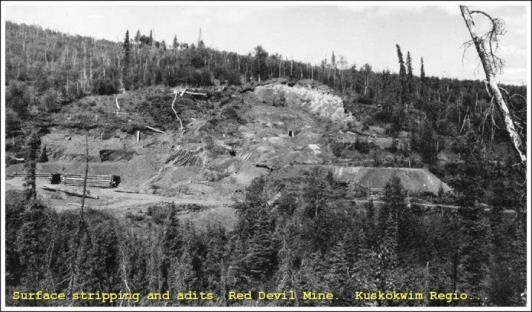 Surface stripping and adits, Red Devil Mine.  Kuskokwim Regio...